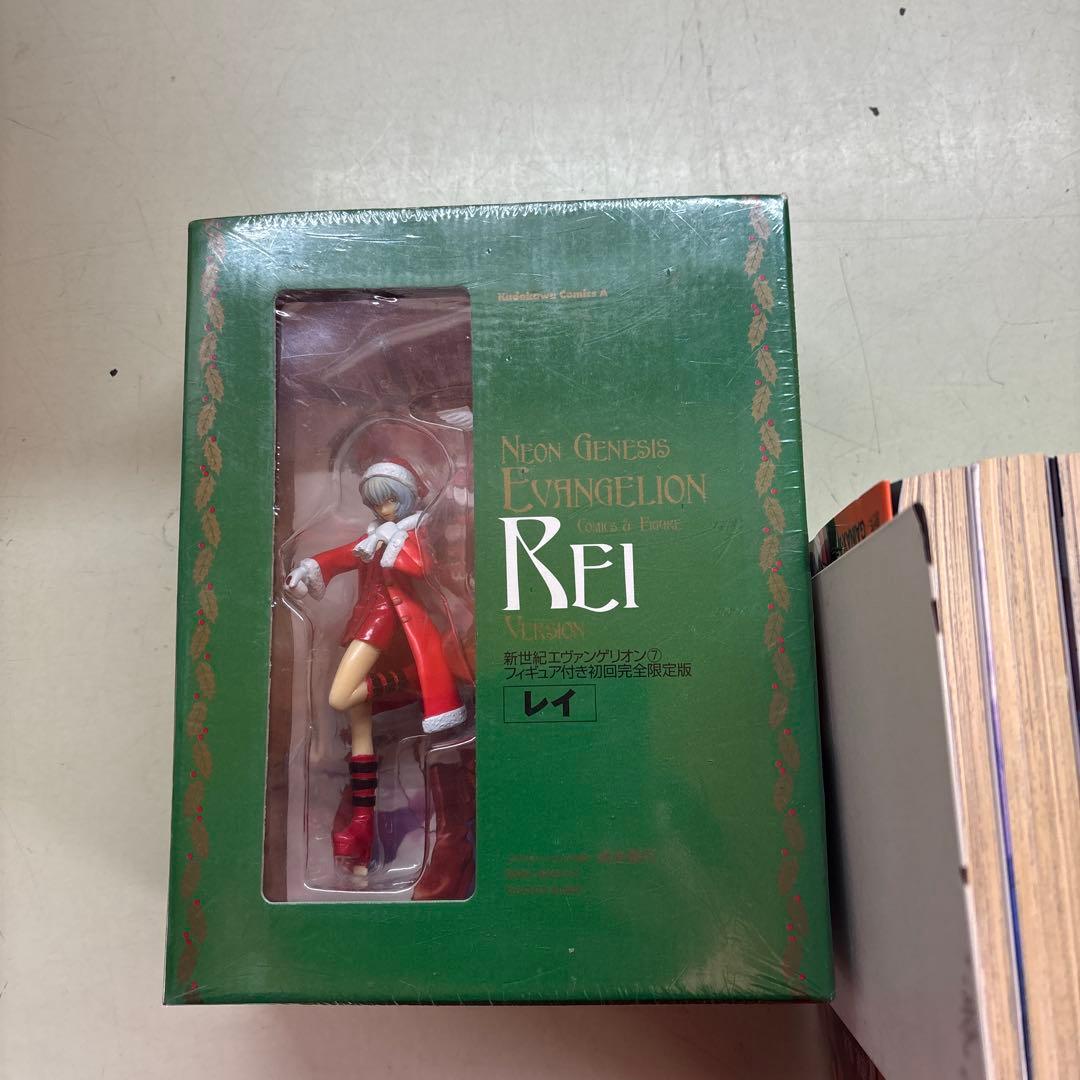 Kadokawa Comics A
NEON GENESIS
EVANGELION
COMICS & FIGURE
REI
VERSION
新世紀エヴァンゲリオン⑦
フィギュア付き初回完全限定版
レイ